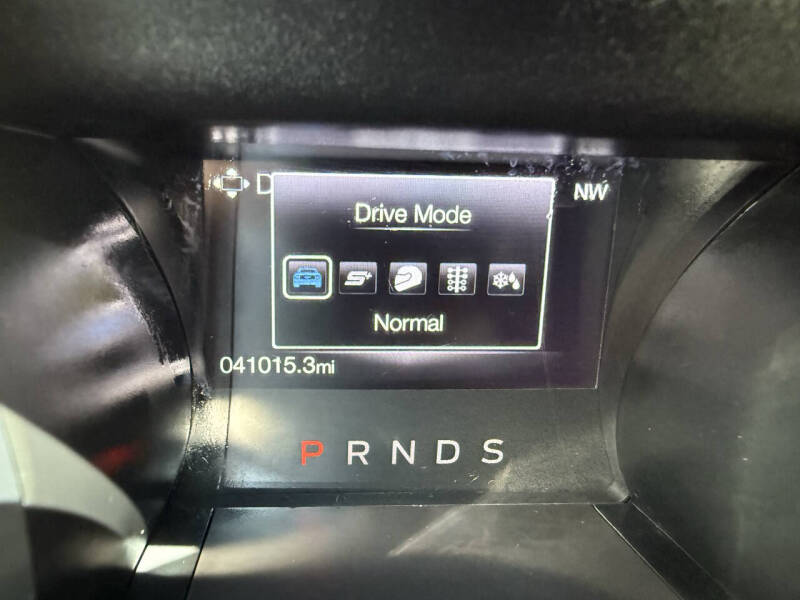 D
NW
Drive Mode
S+
Normal
041015.3mi
P R N D S